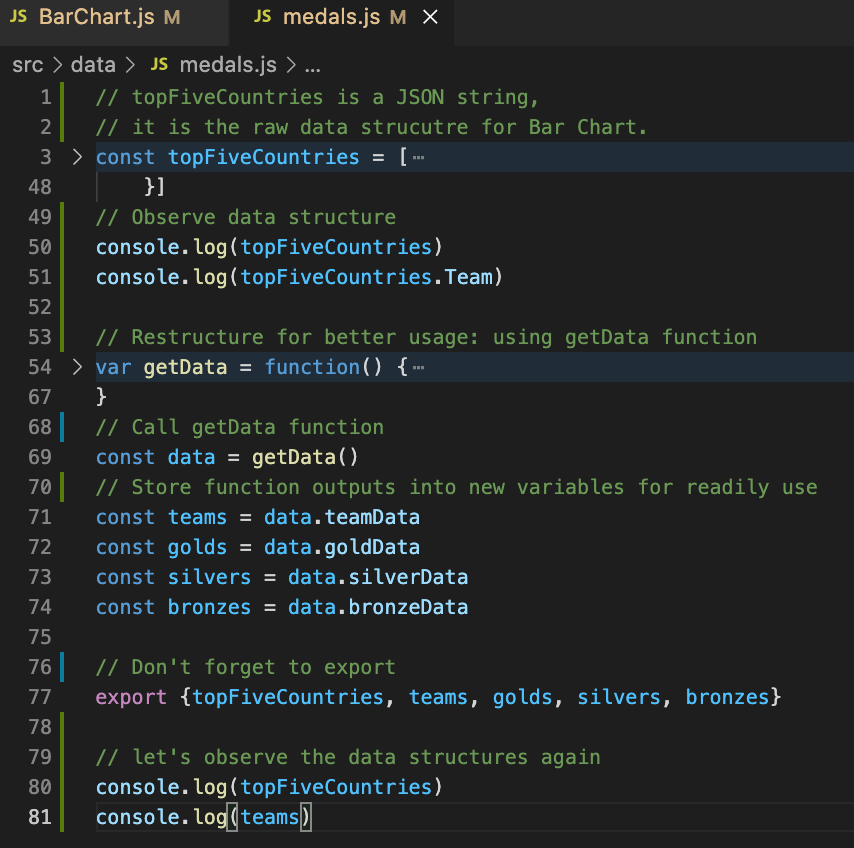 JS BarChart.js M JS medals.js M ×
src > data > JS medals.js > ...
1 // topFiveCountries is a JSON string,
2 // it is the raw data strucutre for Bar Chart.
3 > const topFiveCountries = [ ⋯
48 }]
49 // Observe data structure
50 console.log(topFiveCountries)
51 console.log(topFiveCountries.Team)
52
53 // Restructure for better usage: using getData function
54 > var getData = function() { ⋯
67 }
68 // Call getData function
69 const data = getData()
70 // Store function outputs into new variables for readily use
71 const teams = data.teamData
72 const golds = data.goldData
73 const silvers = data.silverData
74 const bronzes = data.bronzeData
75
76 // Don't forget to export
77 export {topFiveCountries, teams, golds, silvers, bronzes}
78
79 // let's observe the data structures again
80 console.log(topFiveCountries)
81 console.log(teams)